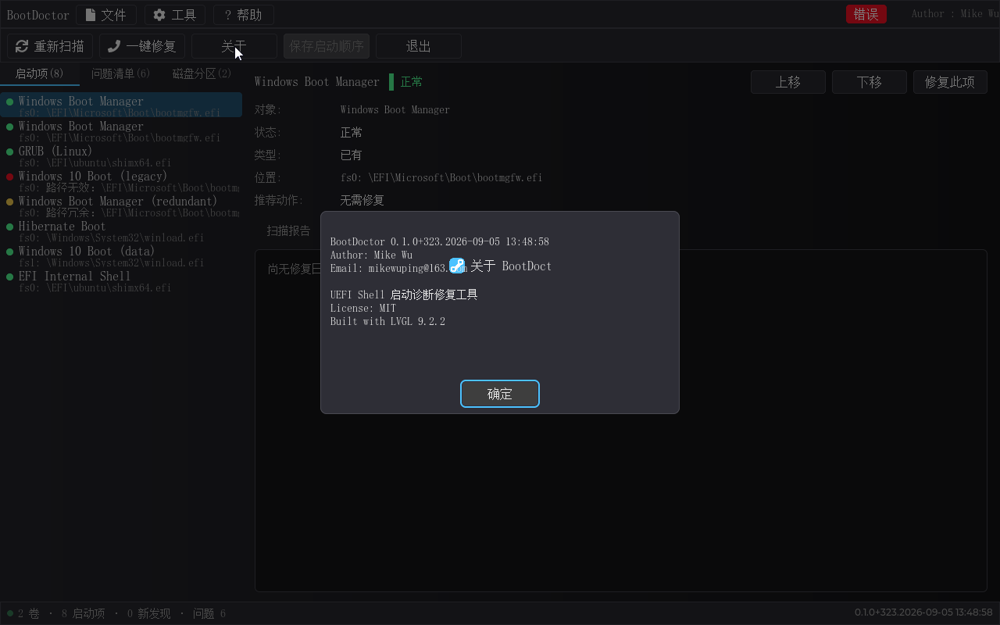 BootDoctor 文件 工具 ? 帮助 错误 Author : Mike Wu
重新扫描 一键修复 关于 保存启动顺序 退出
启动项(8) 问题清单(6) 磁盘分区(2)
Windows Boot Manager 正常 上移 下移 修复此项
Windows Boot Manager
fs0: \EFI\Microsoft\Boot\bootmgfw.efi
Windows Boot Manager
fs0: \EFI\Microsoft\Boot\bootmgfw.efi
GRUB (Linux)
fs0: \EFI\ubuntu\shimx64.efi
Windows 10 Boot (legacy)
fs0: 路径无效: \EFI\Microsoft\Boot\bootm
Windows Boot Manager (redundant)
fs0: 路径冗余: \EFI\Microsoft\Boot\bootm
Hibernate Boot
fs0: \Windows\System32\winload.efi
Windows 10 Boot (data)
fs1: \Windows\System32\winload.efi
EFI Internal Shell
fs0: \EFI\ubuntu\shimx64.efi
对象: Windows Boot Manager
状态: 正常
类型: 已有
位置: fs0: \EFI\Microsoft\Boot\bootmgfw.efi
推荐动作: 无需修复
扫描报告
尚无修复
BootDoctor 0.1.0+323.2026-09-05 13:48:58
Author: Mike Wu
关于 BootDoct
Email: mikewuping@163.
UEFI Shell 启动诊断修复工具
License: MIT
Built with LVGL 9.2.2
确定
2 卷 · 8 启动项 · 0 新发现 · 问题 6
0.1.0+323.2026-09-05 13:48:58